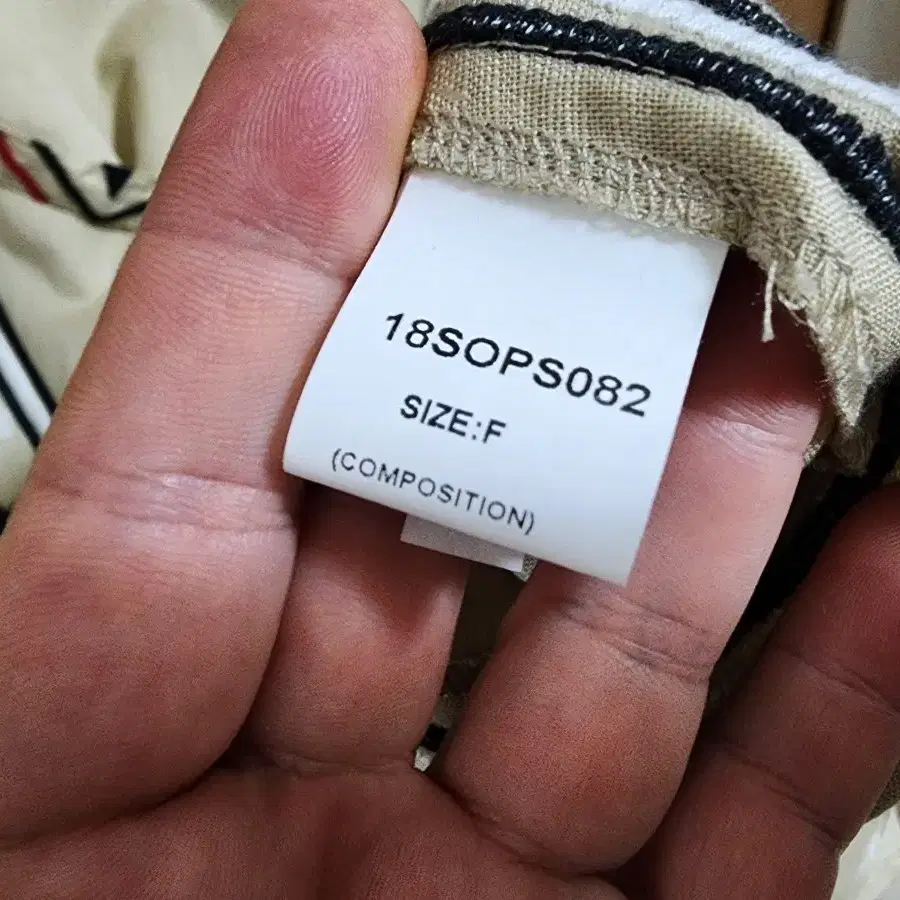 18SOPS082
SIZE:F
(COMPOSITION)